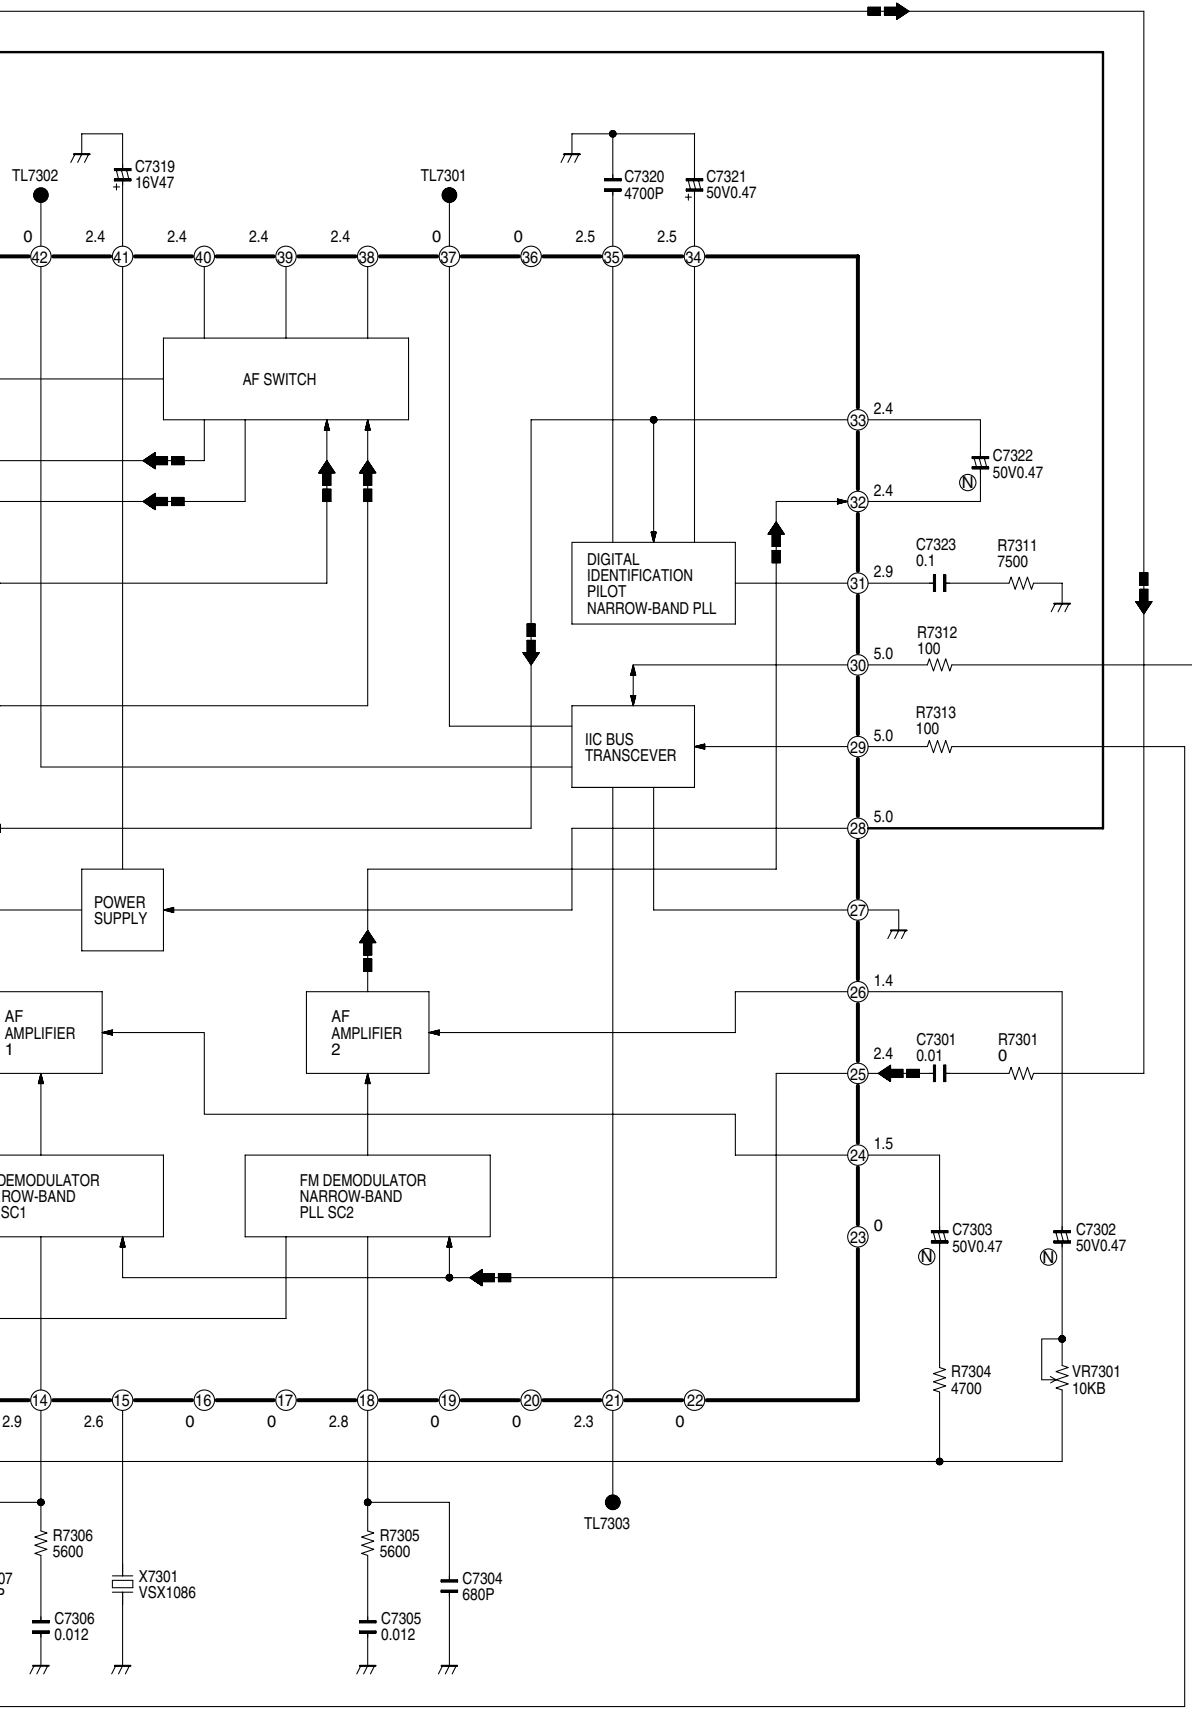 C7319
16V47
TL7302
TL7301
C7320
4700P
C7321
50V0.47
0
2.4
2.4
2.4
2.4
0
0
2.5
2.5
42
41
40
39
38
37
36
35
34
AF SWITCH
33
2.4
C7322
50V0.47
N
32
2.4
DIGITAL
IDENTIFICATION
PILOT
NARROW-BAND PLL
31
2.9
C7323
0.1
R7311
7500
30
5.0
R7312
100
IIC BUS
TRANSCEVER
29
5.0
R7313
100
28
5.0
POWER
SUPPLY
27
AF
AMPLIFIER
1
AF
AMPLIFIER
2
26
1.4
25
2.4
C7301
0.01
R7301
0
24
1.5
DEMODULATOR
ROW-BAND
SC1
FM DEMODULATOR
NARROW-BAND
PLL SC2
23
0
C7303
50V0.47
N
C7302
50V0.47
N
R7304
4700
VR7301
10KB
14
15
16
17
18
19
20
21
22
2.9
2.6
0
0
2.8
0
0
2.3
0
TL7303
R7306
5600
R7305
5600
07
P
X7301
VSX1086
C7304
680P
C7306
0.012
C7305
0.012